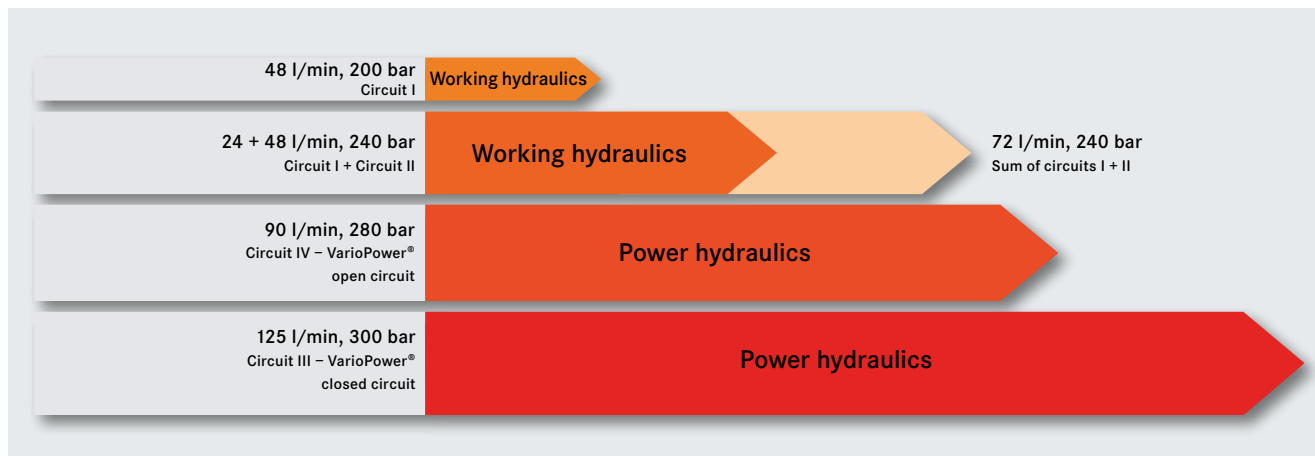 48 l/min, 200 bar
Circuit I
Working hydraulics
24 + 48 l/min, 240 bar
Circuit I + Circuit II
Working hydraulics
72 l/min, 240 bar
Sum of circuits I + II
90 l/min, 280 bar
Circuit IV – VarioPower®
open circuit
Power hydraulics
125 l/min, 300 bar
Circuit III – VarioPower®
closed circuit
Power hydraulics